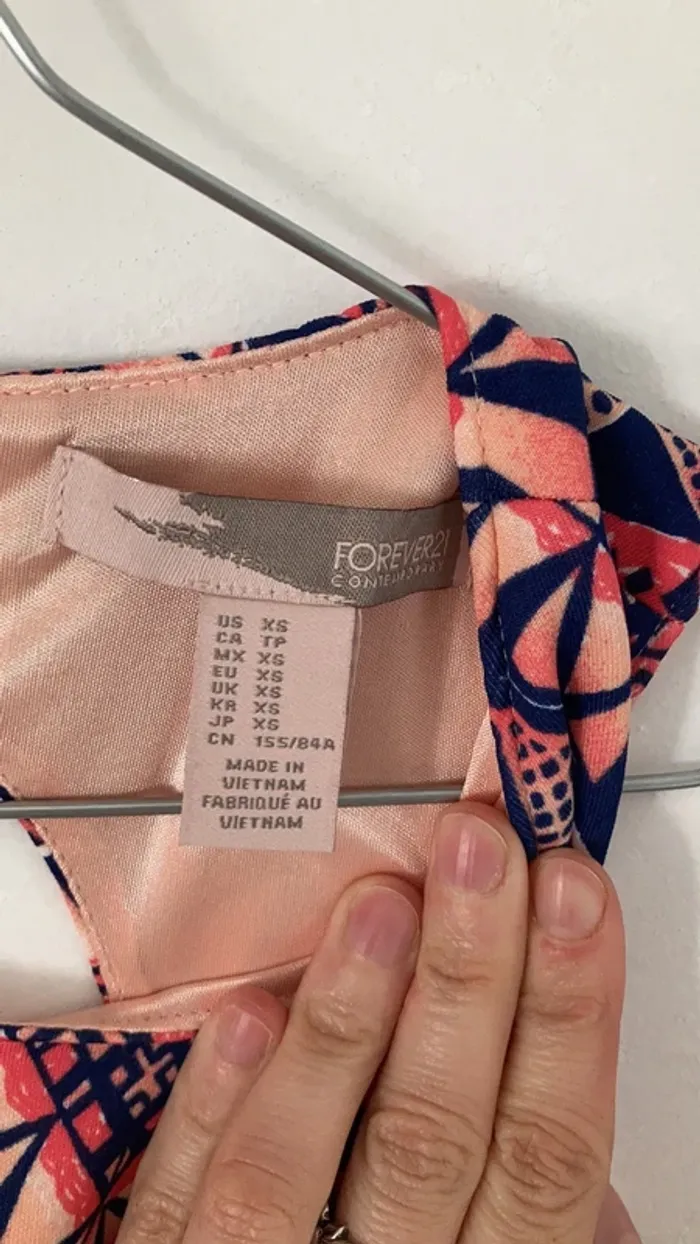 FOREVER21
CONTEMPORARY
US XS
CA TP
MX XS
EU XS
UK XS
KR XS
JP XS
CN 155/84A
MADE IN
VIETNAM
FABRIQUÉ AU
VIETNAM